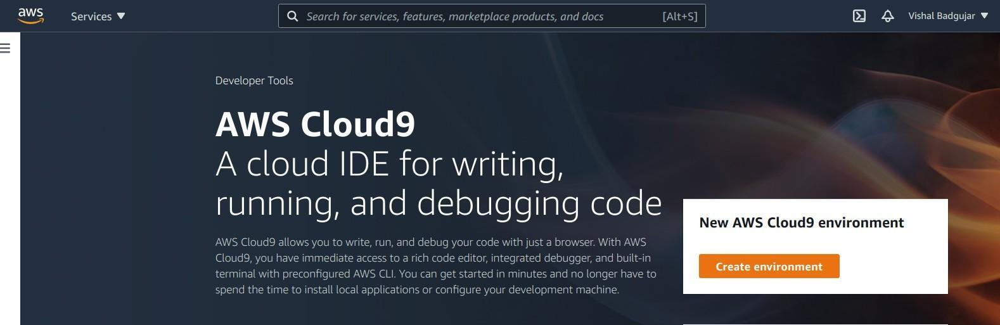 aws
Services
Search for services, features, marketplace products, and docs
[Alt+S]
Vishal Badgujar
Developer Tools
AWS Cloud9
A cloud IDE for writing,
running, and debugging code
AWS Cloud9 allows you to write, run, and debug your code with just a browser. With AWS
Cloud9, you have immediate access to a rich code editor, integrated debugger, and built-in
terminal with preconfigured AWS CLI. You can get started in minutes and no longer have to
spend the time to install local applications or configure your development machine.
New AWS Cloud9 environment
Create environment